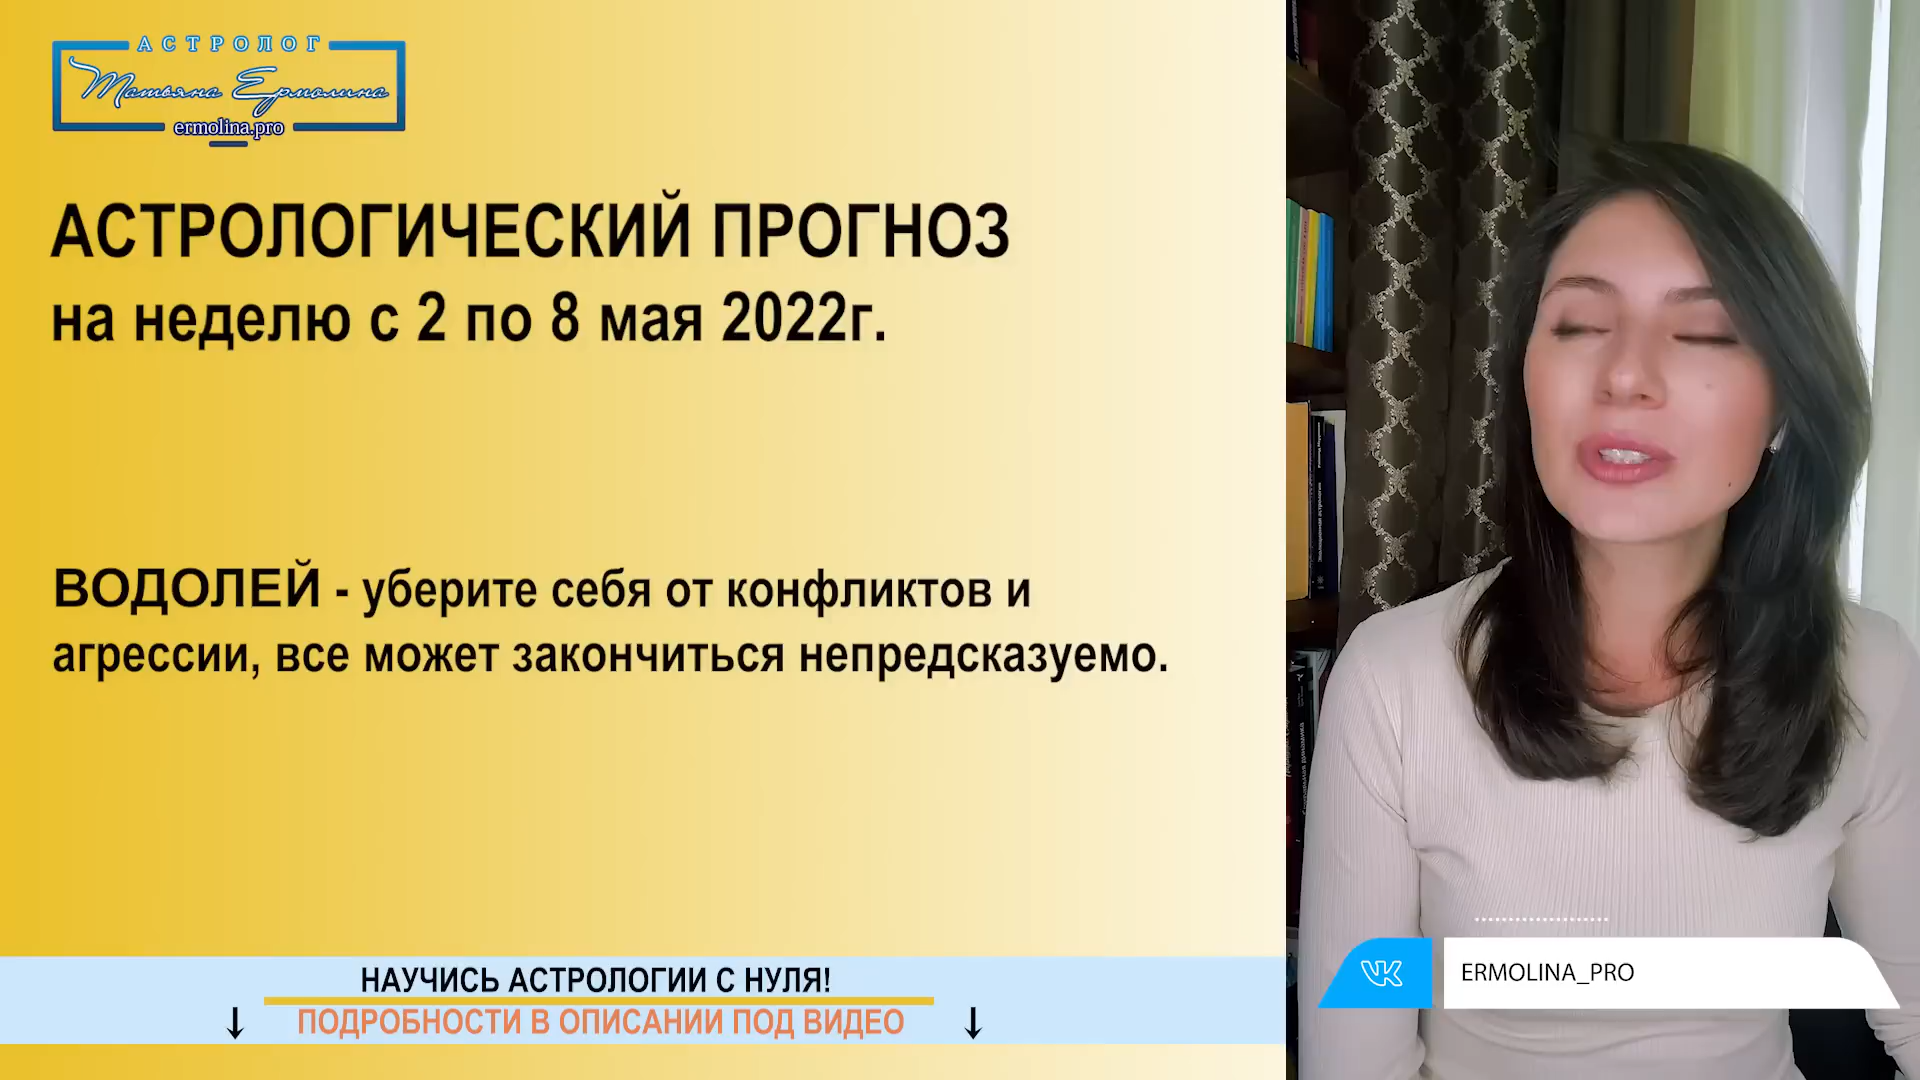 АСТРОЛОГ
Татьяна Ермолина
ermolina.pro
АСТРОЛОГИЧЕСКИЙ ПРОГНОЗ
на неделю с 2 по 8 мая 2022г.
ВОДОЛЕЙ - уберите себя от конфликтов и
агрессии, все может закончиться непредсказуемо.
НАУЧИСЬ АСТРОЛОГИИ С НУЛЯ!
↓ ПОДРОБНОСТИ В ОПИСАНИИ ПОД ВИДЕО ↓
ERMOLINA_PRO